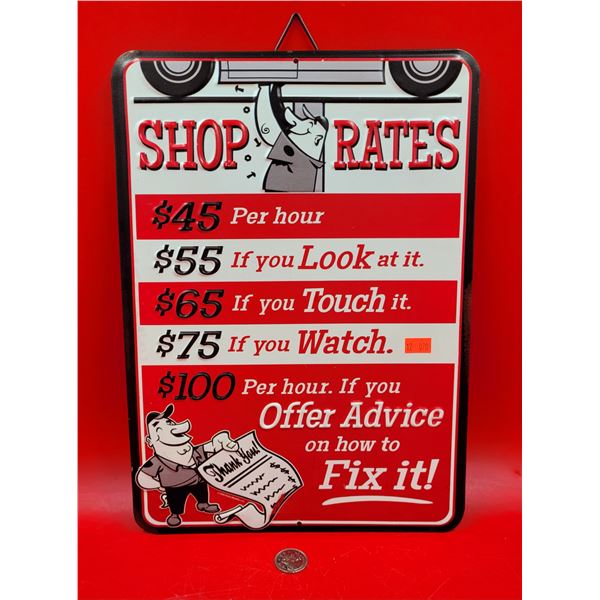 SHOP RATES
$45 Per hour
$55 If you Look at it.
$65 If you Touch it.
$75 If you Watch.
$100 Per hour. If you
Offer Advice
on how to
Fix it!
Thank You!